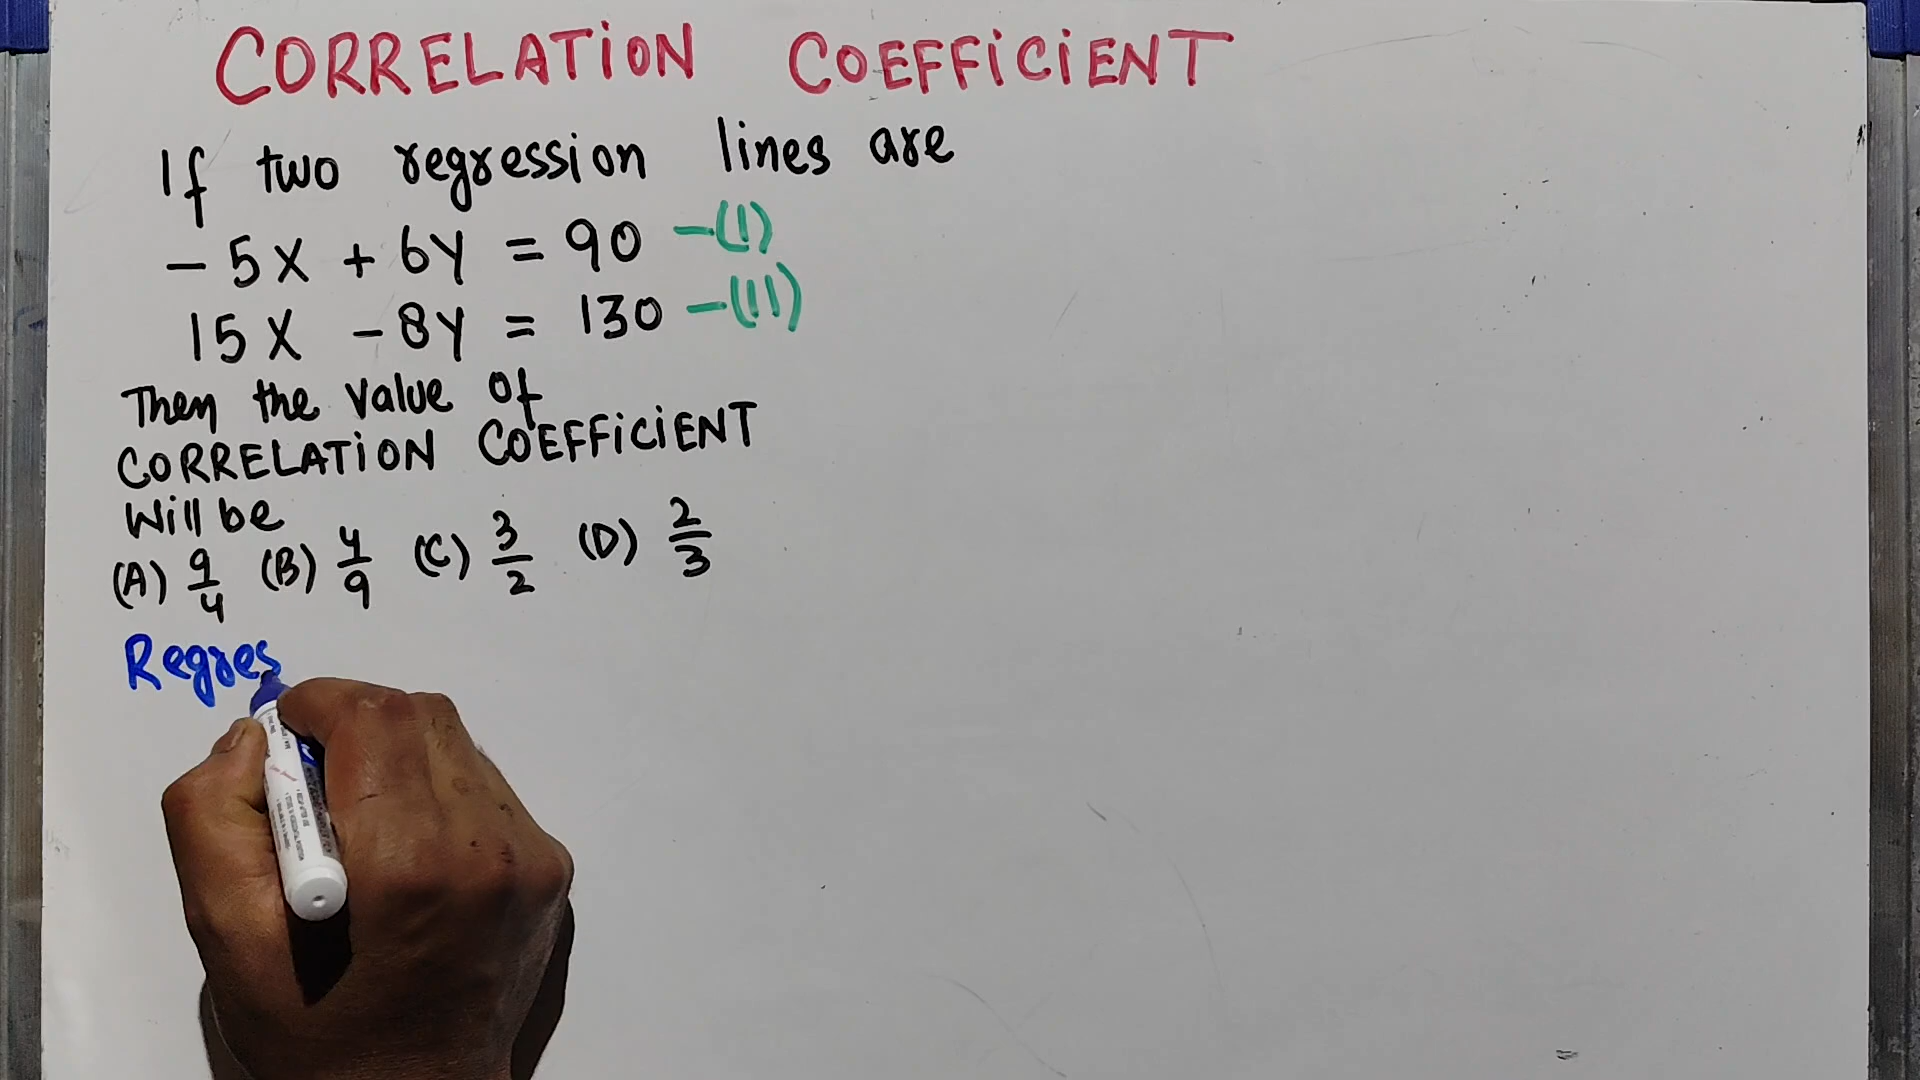 CORRELATION COEFFICIENT
If two regression lines are
- 5X + 6Y = 90 -(I)
15X - 8Y = 130 -(II)
Then the value of
CORRELATION COEFFICIENT
Will be
(A) 9/4 (B) 4/9 (C) 3/2 (D) 2/3
Regres